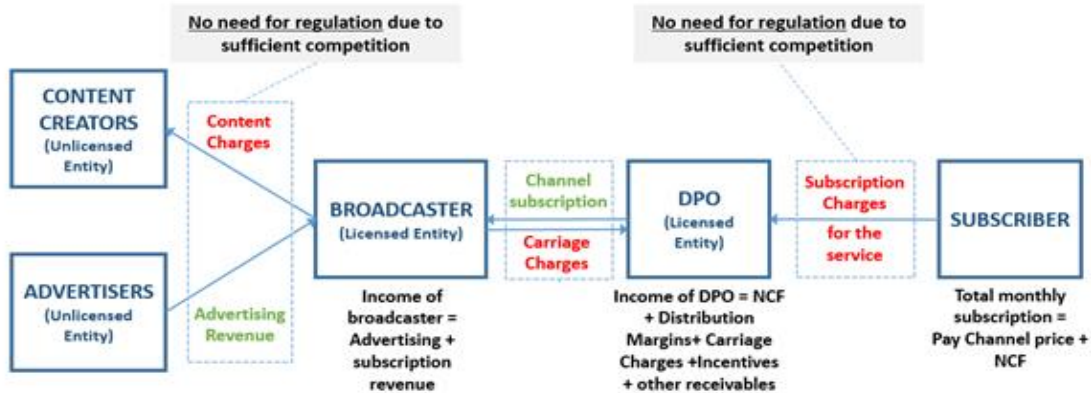 No need for regulation due to
sufficient competition
No need for regulation due to
sufficient competition
CONTENT
CREATORS
(Unlicensed
Entity)
Content
Charges
ADVERTISERS
(Unlicensed
Entity)
Advertising
Revenue
BROADCASTER
(Licensed Entity)
Income of
broadcaster =
Advertising +
subscription
revenue
Channel
subscription
Carriage
Charges
DPO
(Licensed
Entity)
Income of DPO = NCF
+ Distribution
Margins+ Carriage
Charges +Incentives
+ other receivables
Subscription
Charges
for the
service
SUBSCRIBER
Total monthly
subscription =
Pay Channel price +
NCF